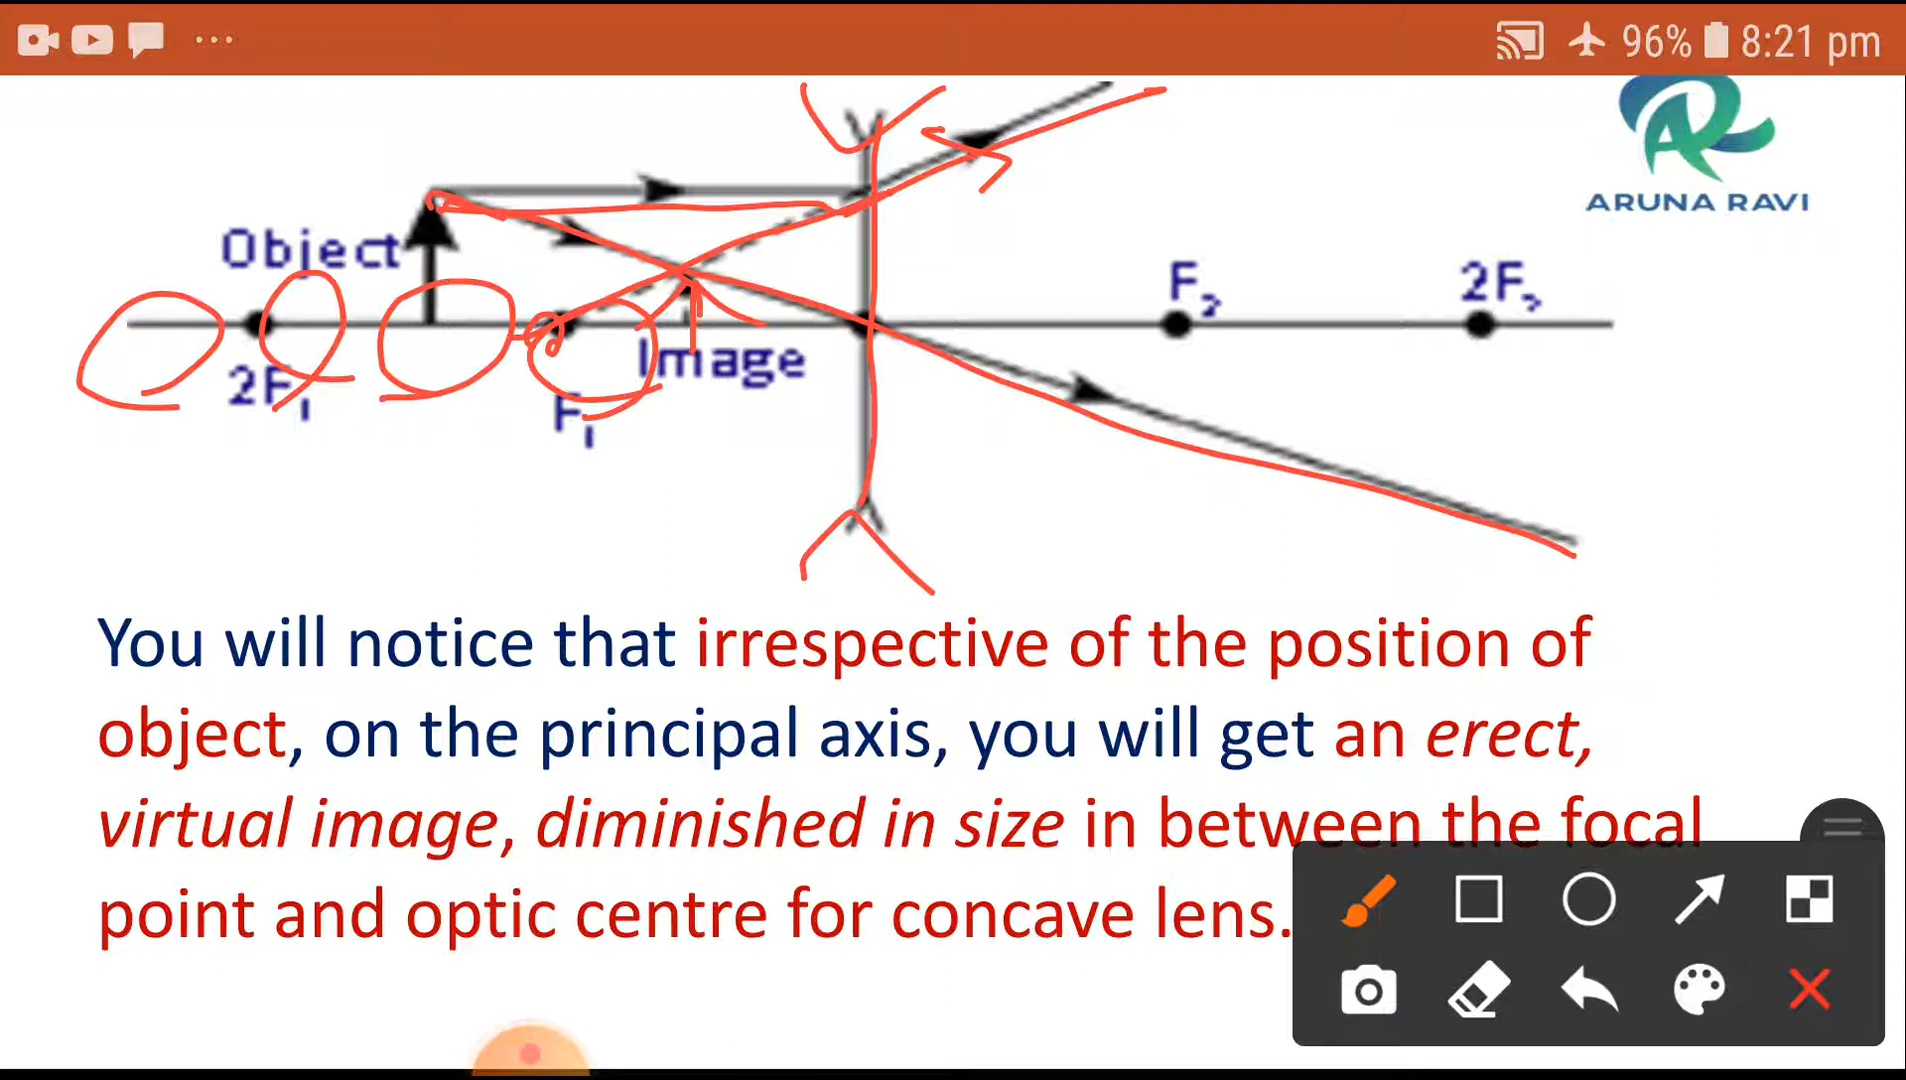 96% 8:21 pm
ARUNA RAVI
Object
F2
2F2
2F1
Image
F1
You will notice that irrespective of the position of
object, on the principal axis, you will get an erect,
virtual image, diminished in size in between the focal
point and optic centre for concave lens.